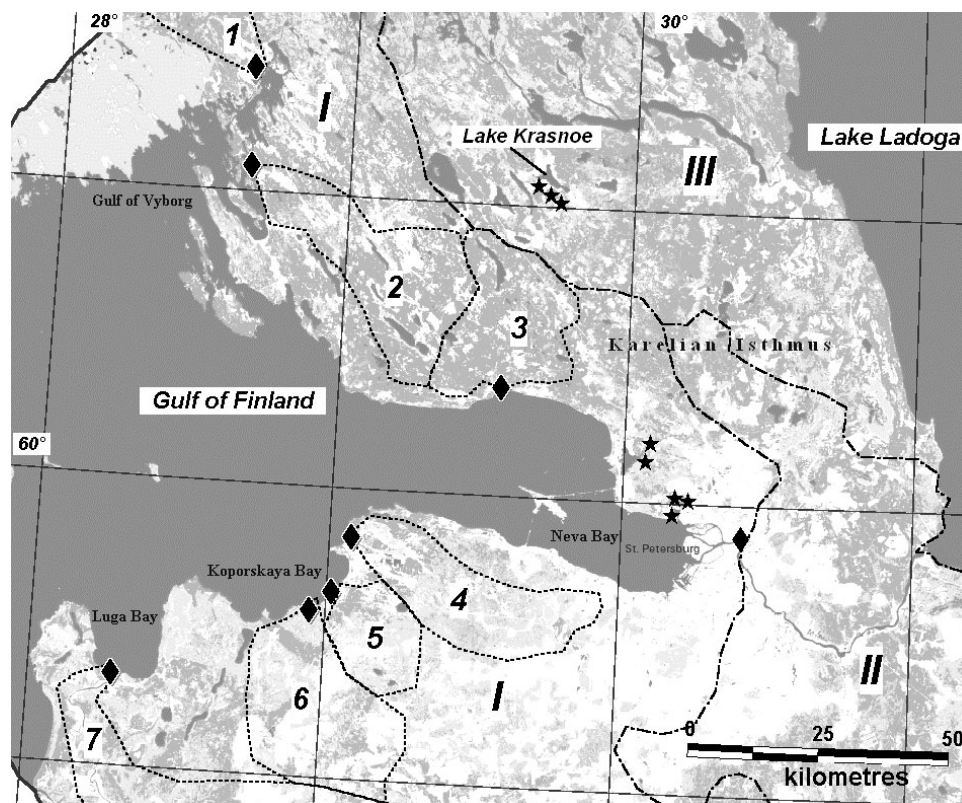 28°
30°
1
I
Lake Krasnoe
Lake Ladoga
III
Gulf of Vyborg
2
3
Karelian Isthmus
Gulf of Finland
60°
Neva Bay
St. Petersburg
Koporskaya Bay
4
Luga Bay
5
II
6
I
7
0
25
50
kilometres